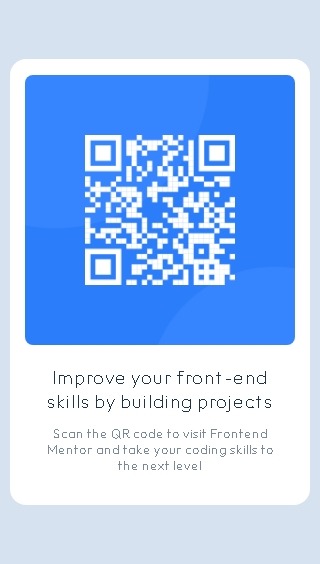 Improve your front-end
skills by building projects
Scan the QR code to visit Frontend
Mentor and take your coding skills to
the next level